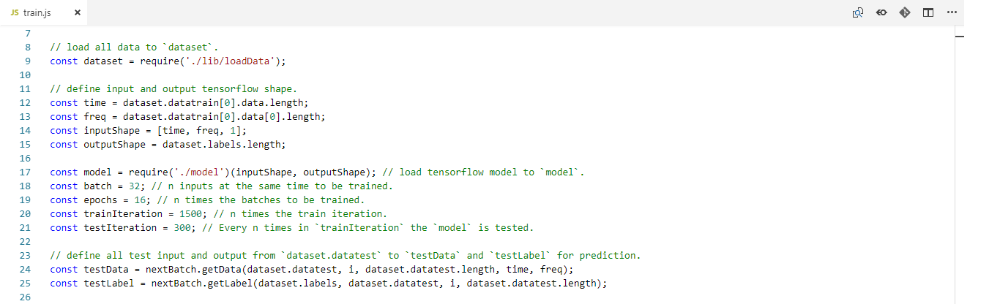 JS train.js ×
7
8 // load all data to `dataset`.
9 const dataset = require('./lib/loadData');
10
11 // define input and output tensorflow shape.
12 const time = dataset.datatrain[0].data.length;
13 const freq = dataset.datatrain[0].data[0].length;
14 const inputShape = [time, freq, 1];
15 const outputShape = dataset.labels.length;
16
17 const model = require('./model')(inputShape, outputShape); // load tensorflow model to `model`.
18 const batch = 32; // n inputs at the same time to be trained.
19 const epochs = 16; // n times the batches to be trained.
20 const trainIteration = 1500; // n times the train iteration.
21 const testIteration = 300; // Every n times in `trainIteration` the `model` is tested.
22
23 // define all test input and output from `dataset.datatest` to `testData` and `testLabel` for prediction.
24 const testData = nextBatch.getData(dataset.datatest, i, dataset.datatest.length, time, freq);
25 const testLabel = nextBatch.getLabel(dataset.labels, dataset.datatest, i, dataset.datatest.length);
26